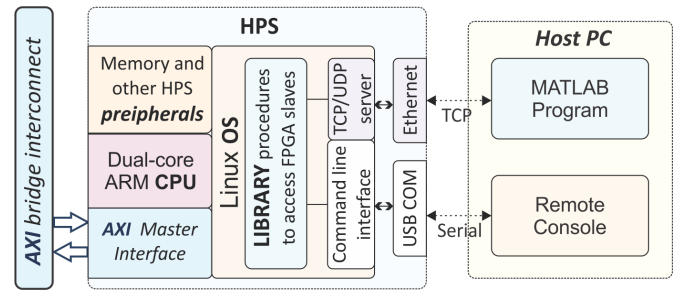 AXI bridge interconnect
HPS
Memory and
other HPS
preipherals
Dual-core
ARM CPU
AXI Master
Interface
Linux OS
LIBRARY procedures
to access FPGA slaves
TCP/UDP
server
Command line
interface
Ethernet
USB COM
TCP
Serial
Host PC
MATLAB
Program
Remote
Console